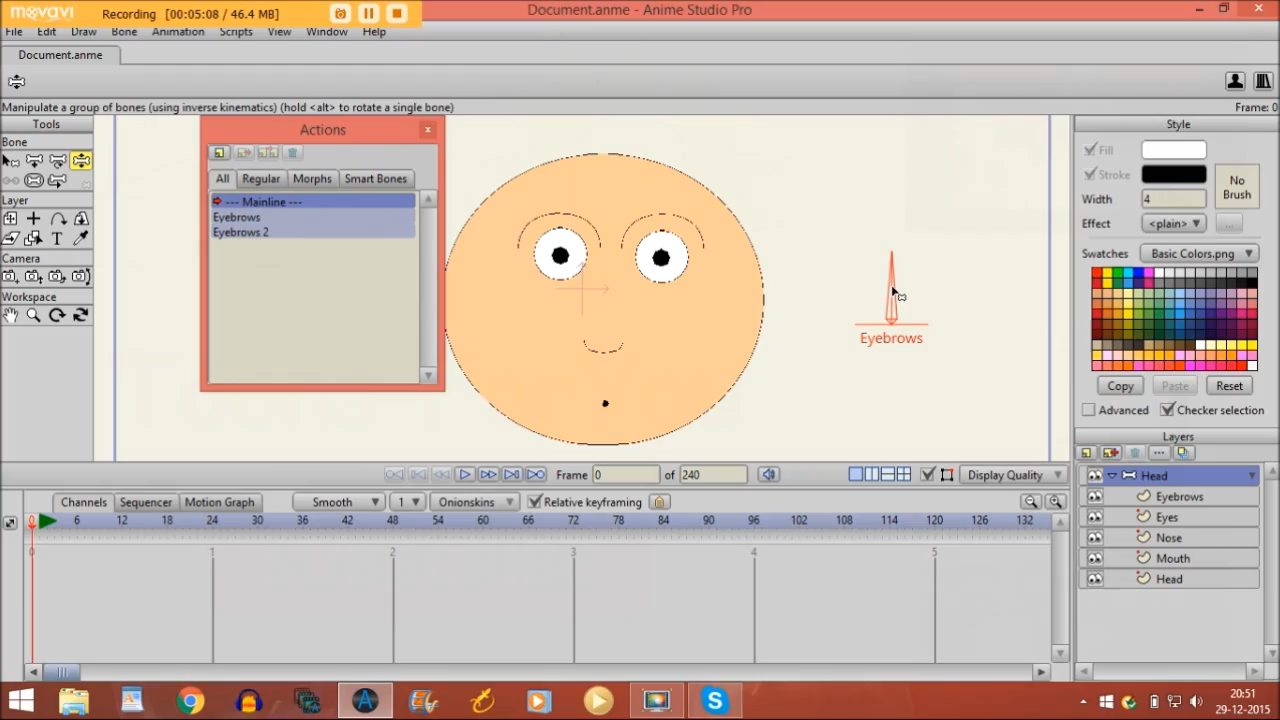 movavi Recording [00:05:08 / 46.4 MB]
Document.anme - Anime Studio Pro
File Edit Draw Bone Animation Scripts View Window Help
Document.anme
Manipulate a group of bones (using inverse kinematics) (hold <alt> to rotate a single bone)
Frame: 0
Tools
Bone
Layer
Camera
Workspace
Actions
All Regular Morphs Smart Bones
--- Mainline ---
Eyebrows
Eyebrows 2
Eyebrows
Style
Fill
Stroke
No Brush
Width 4
Effect <plain> ...
Swatches Basic Colors.png
Copy Paste Reset
Advanced Checker selection
Layers
Head
Eyebrows
Eyes
Nose
Mouth
Head
Frame 0 of 240 Display Quality
Channels Sequencer Motion Graph Smooth 1 Onionskins Relative keyframing
0 6 12 18 24 30 36 42 48 54 60 66 72 78 84 90 96 102 108 114 120 126 132
0 1 2 3 4 5
20:51
29-12-2015